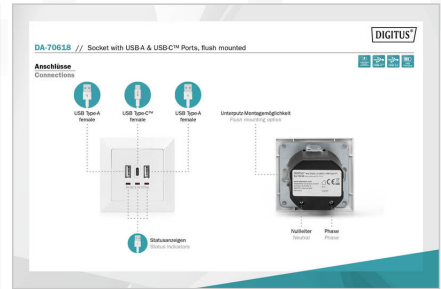 DIGITUS®
DA-70618 // Socket with USB-A & USB-C™ Ports, flush mounted
Anschlüsse
Connections
USB Type-A
female
USB Type-C™
female
USB Type-A
female
Unterputz-Montagemöglichkeit
Flush mounting option
Statusanzeigen
Status indicators
Nullleiter
Neutral
Phase
Phase